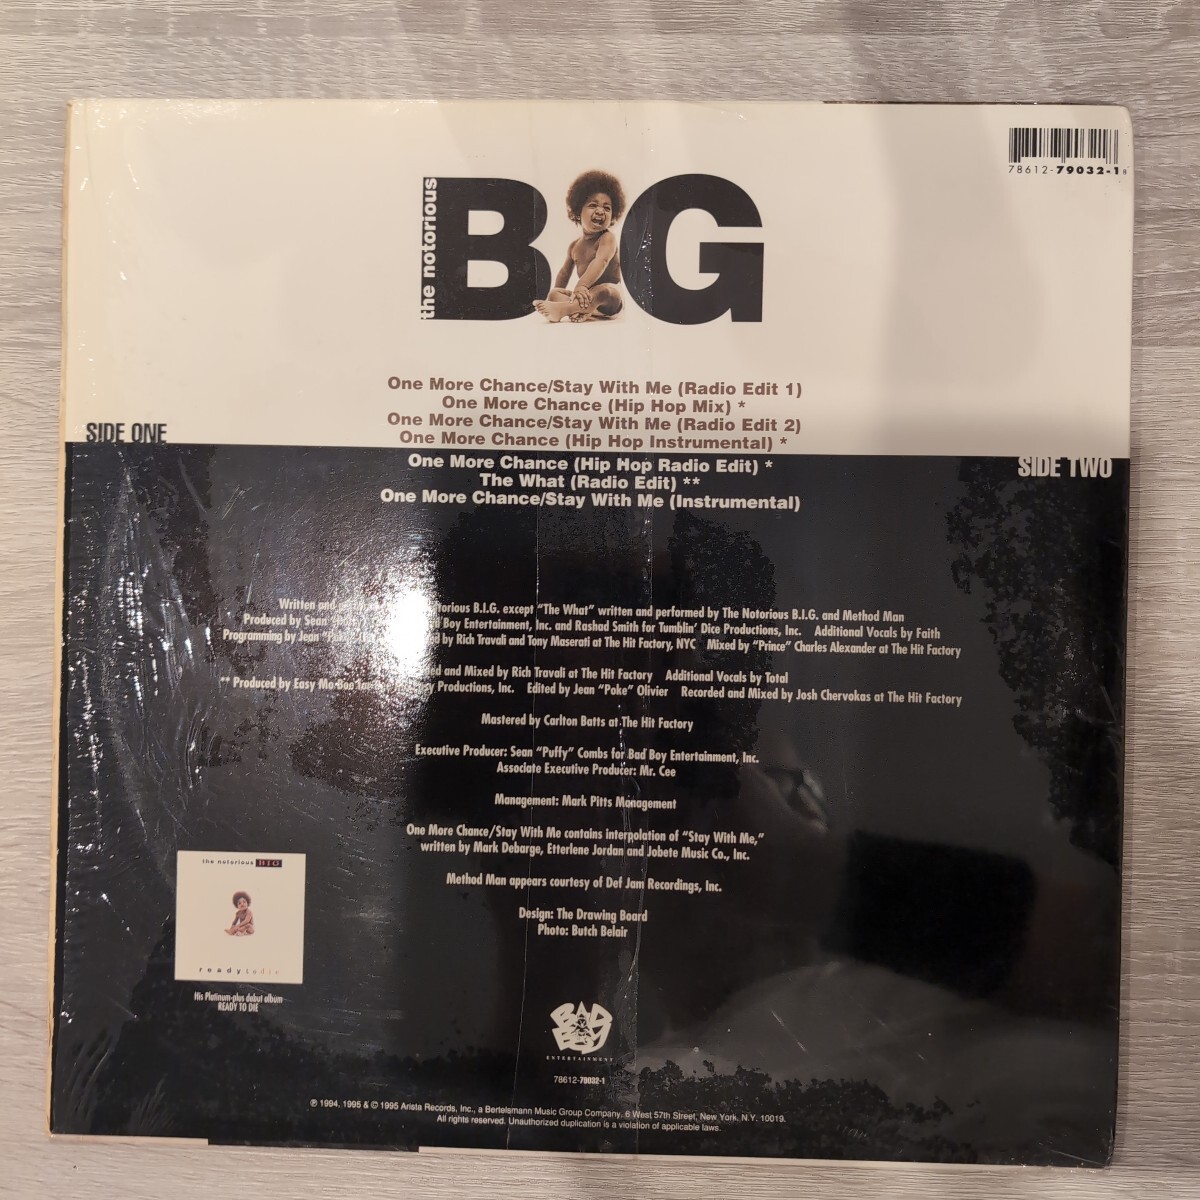 78612-79032-1 8
the notorious
B.I.G
One More Chance/Stay With Me (Radio Edit 1)
One More Chance (Hip Hop Mix) *
One More Chance/Stay With Me (Radio Edit 2)
One More Chance (Hip Hop Instrumental) *
SIDE ONE
One More Chance (Hip Hop Radio Edit) *
The What (Radio Edit) **
One More Chance/Stay With Me (Instrumental)
SIDE TWO
Written and B.I.G. except "The What" written and performed by The Notorious B.I.G. and Method Man
Produced by Sean Boy Entertainment, Inc. and Rashad Smith for Tumblin' Dice Productions, Inc. Additional Vocals by Faith
Programming by Jean by Rich Travali and Tony Maserati at The Hit Factory, NYC Mixed by "Prince" Charles Alexander at The Hit Factory
and Mixed by Rich Travali at The Hit Factory Additional Vocals by Total
** Produced by Easy Mo Bee Productions, Inc. Edited by Jean "Poke" Olivier Recorded and Mixed by Josh Chervokas at The Hit Factory
Mastered by Carlton Batts at The Hit Factory
Executive Producer: Sean "Puffy" Combs for Bad Boy Entertainment, Inc.
Associate Executive Producer: Mr. Cee
Management: Mark Pitts Management
One More Chance/Stay With Me contains interpolation of "Stay With Me,"
written by Mark Debarge, Etterlene Jordan and Jobete Music Co., Inc.
Method Man appears courtesy of Def Jam Recordings, Inc.
Design: The Drawing Board
Photo: Butch Belair
the notorious BIG
ready to die
His Platinum-plus debut album
READY TO DIE
BAD BOY
ENTERTAINMENT
78612-79032-1
℗ 1994, 1995 & © 1995 Arista Records, Inc., a Bertelsmann Music Group Company, 6 West 57th Street, New York, N.Y. 10019.
All rights reserved. Unauthorized duplication is a violation of applicable laws.